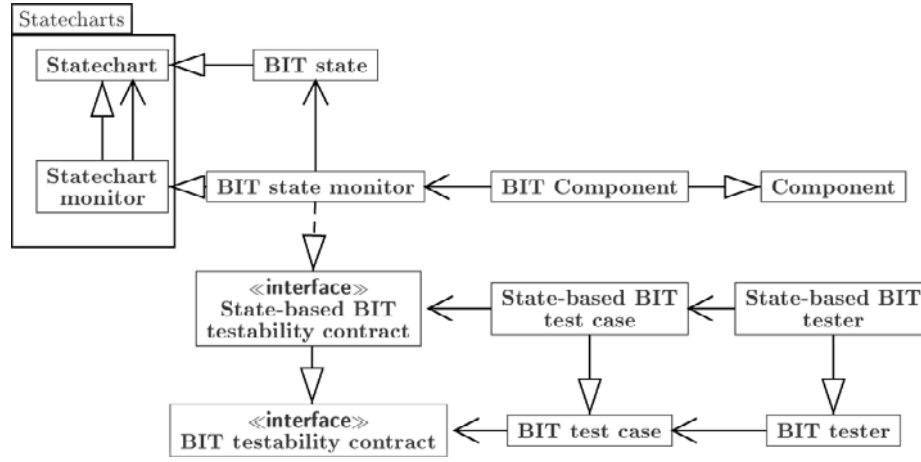 Statecharts
Statechart
BIT state
Statechart
monitor
BIT state monitor
BIT Component
Component
≪interface≫
State-based BIT
testability contract
State-based BIT
test case
State-based BIT
tester
≪interface≫
BIT testability contract
BIT test case
BIT tester